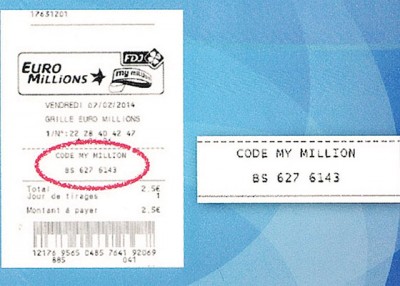 17631201
FDJ
EURO
MILLIONS
my million
VENDREDI 07/02/2014
GRILLE EURO MILLIONS
1/N°:22 28 40 42 47
CODE MY MILLION
BS 627 6143
Total 2.5€
Jour de tirages 1
Montant à payer 2.5€
12176 9565 0485 7641 92069
885 041
CODE MY MILLION
BS 627 6143